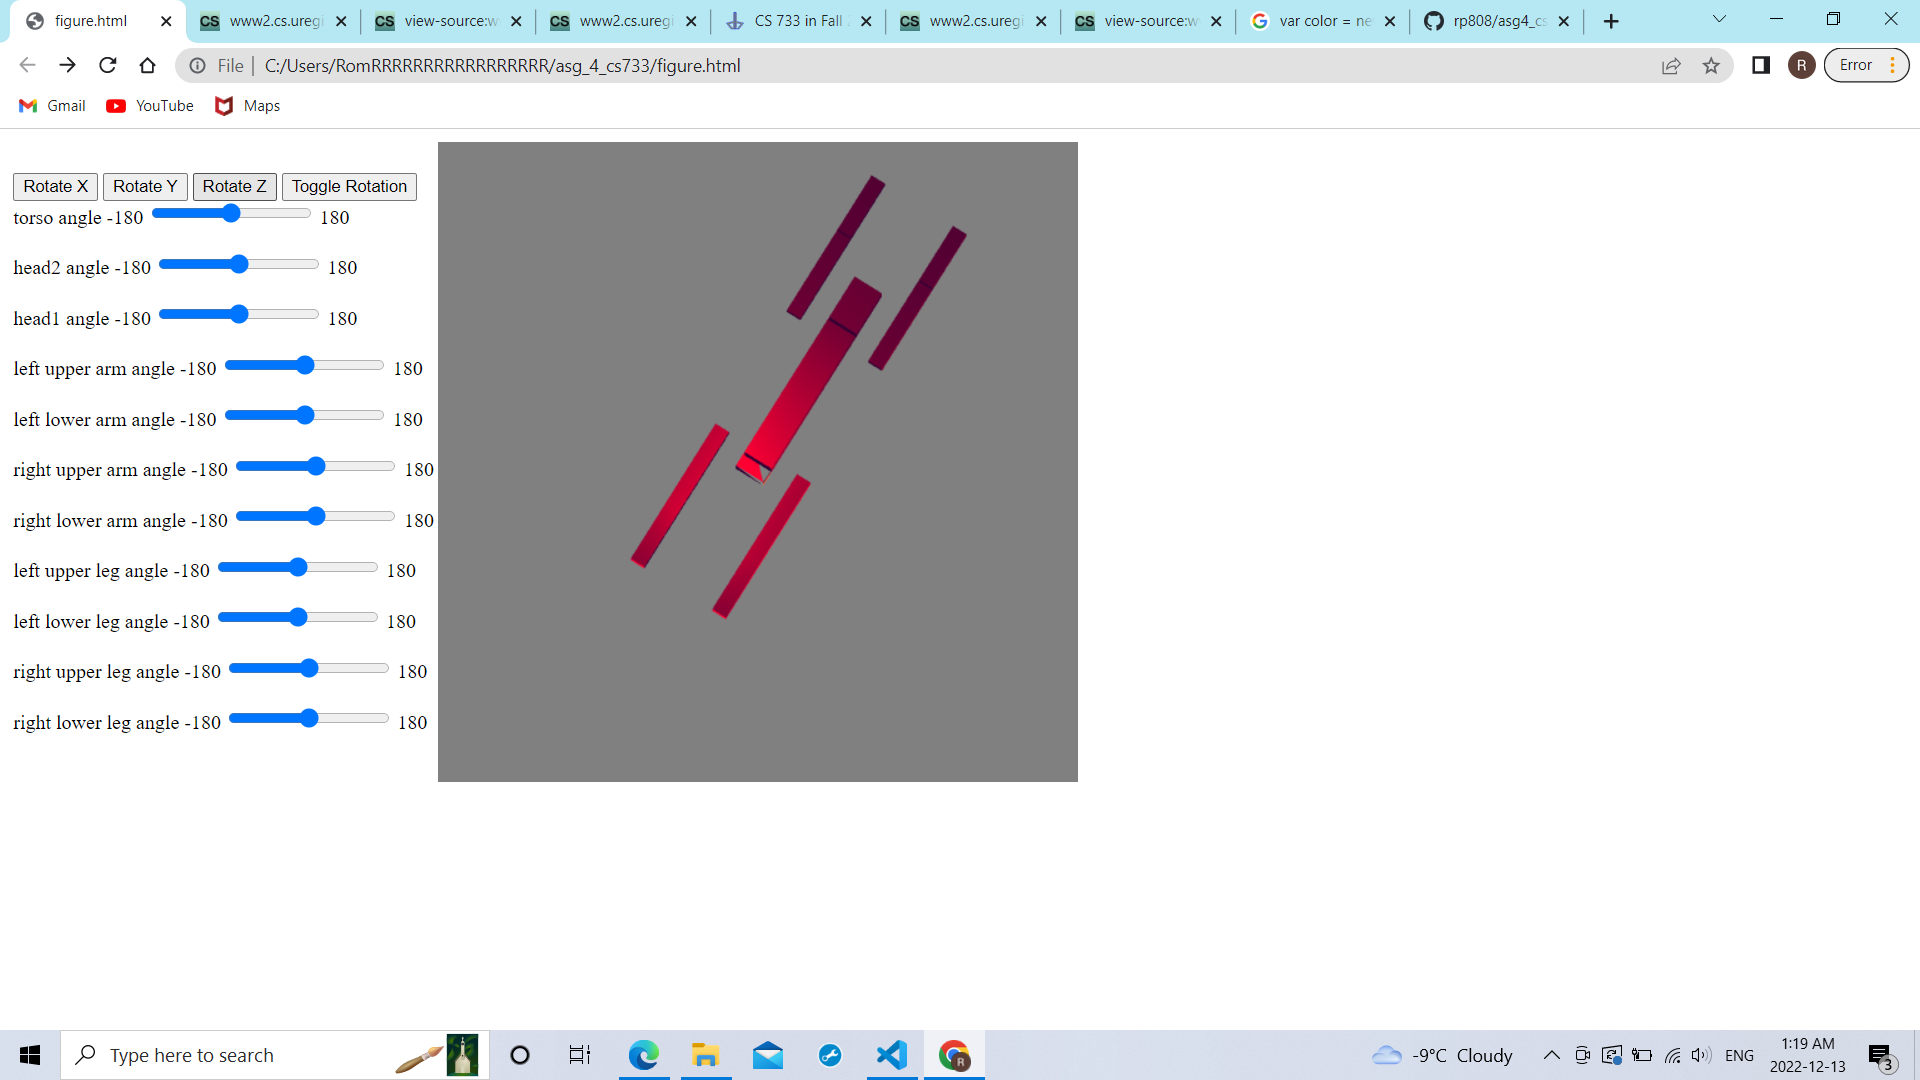 figure.html
www2.cs.uregi
view-source:w
www2.cs.uregi
CS 733 in Fall
www2.cs.uregi
view-source:w
var color = ne
rp808/asg4_cs
File
C:/Users/RomRRRRRRRRRRRRRRRRR/asg_4_cs733/figure.html
R
Error
Gmail YouTube Maps
Rotate X Rotate Y Rotate Z Toggle Rotation
torso angle -180 180
head2 angle -180 180
head1 angle -180 180
left upper arm angle -180 180
left lower arm angle -180 180
right upper arm angle -180 180
right lower arm angle -180 180
left upper leg angle -180 180
left lower leg angle -180 180
right upper leg angle -180 180
right lower leg angle -180 180
Type here to search
-9°C Cloudy
ENG
1:19 AM
2022-12-13
3